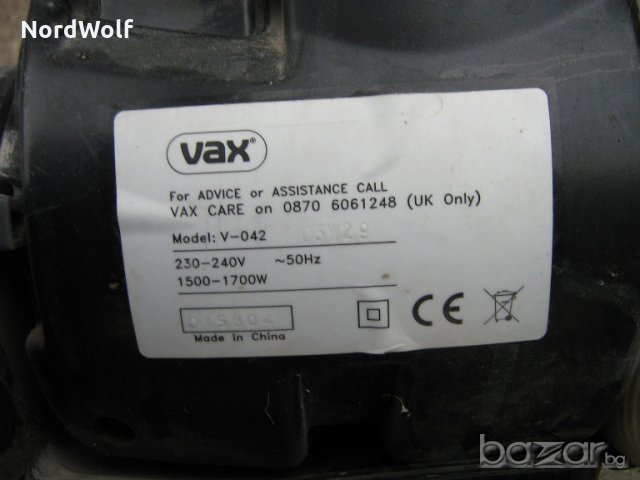 NordWolf
vax®
For ADVICE or ASSISTANCE CALL
VAX CARE on 0870 6061248 (UK Only)
Model: V-042
230-240V ~50Hz
1500-1700W
Made in China
CE
bazar.bg